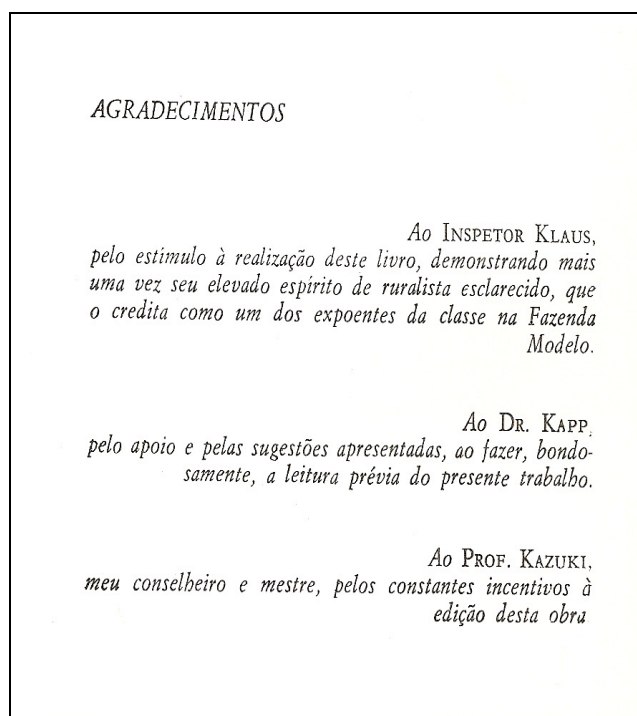 AGRADECIMENTOS
Ao INSPETOR KLAUS,
pelo estímulo à realização deste livro, demonstrando mais
uma vez seu elevado espírito de ruralista esclarecido, que
o credita como um dos expoentes da classe na Fazenda
Modelo.
Ao DR. KAPP,
pelo apoio e pelas sugestões apresentadas, ao fazer, bondo-
samente, a leitura prévia do presente trabalho.
Ao PROF. KAZUKI,
meu conselheiro e mestre, pelos constantes incentivos à
edição desta obra